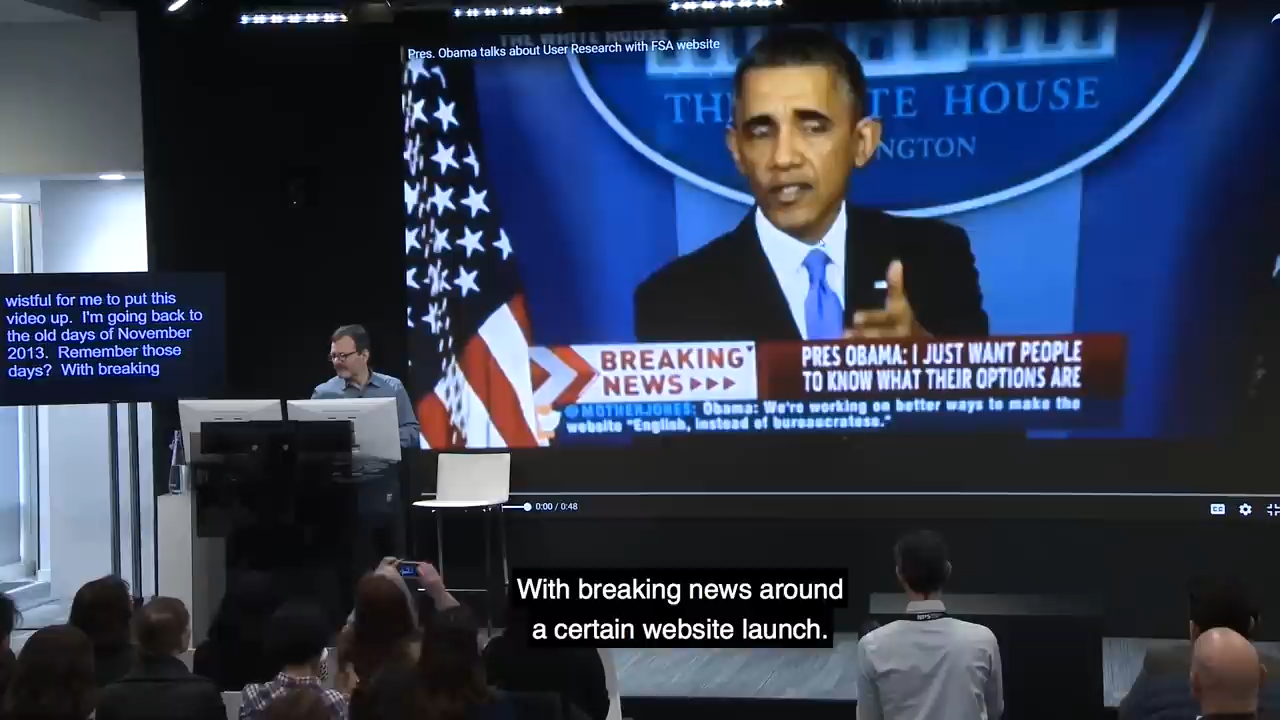 Pres. Obama talks about User Research with FSA website
THE WHITE HOUSE
TH TE HOUSE
NGTON
wistful for me to put this
video up. I'm going back to
the old days of November
2013. Remember those
days? With breaking
BREAKING
NEWS
PRES OBAMA: I JUST WANT PEOPLE
TO KNOW WHAT THEIR OPTIONS ARE
@MOTHERJONES: Obama: We're working on better ways to make the
website "English, instead of bureaucratese."
0:00 / 0:48
CC
With breaking news around
a certain website launch.